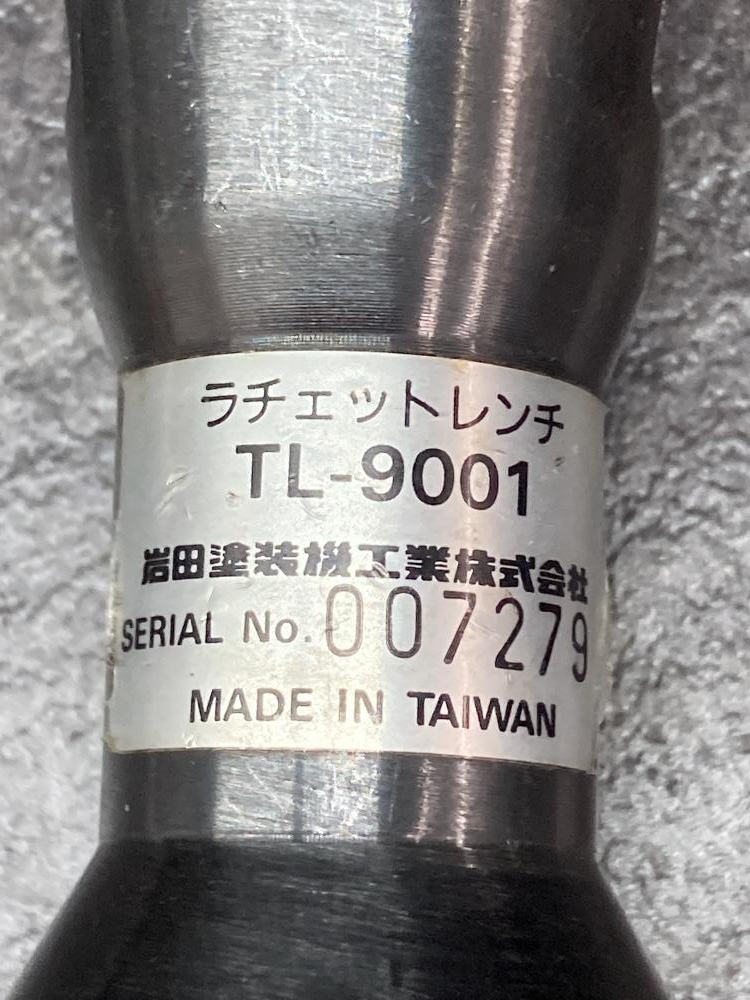 ラチェットレンチ
TL-9001
岩田塗装機工業株式会社
SERIAL No. 007279
MADE IN TAIWAN